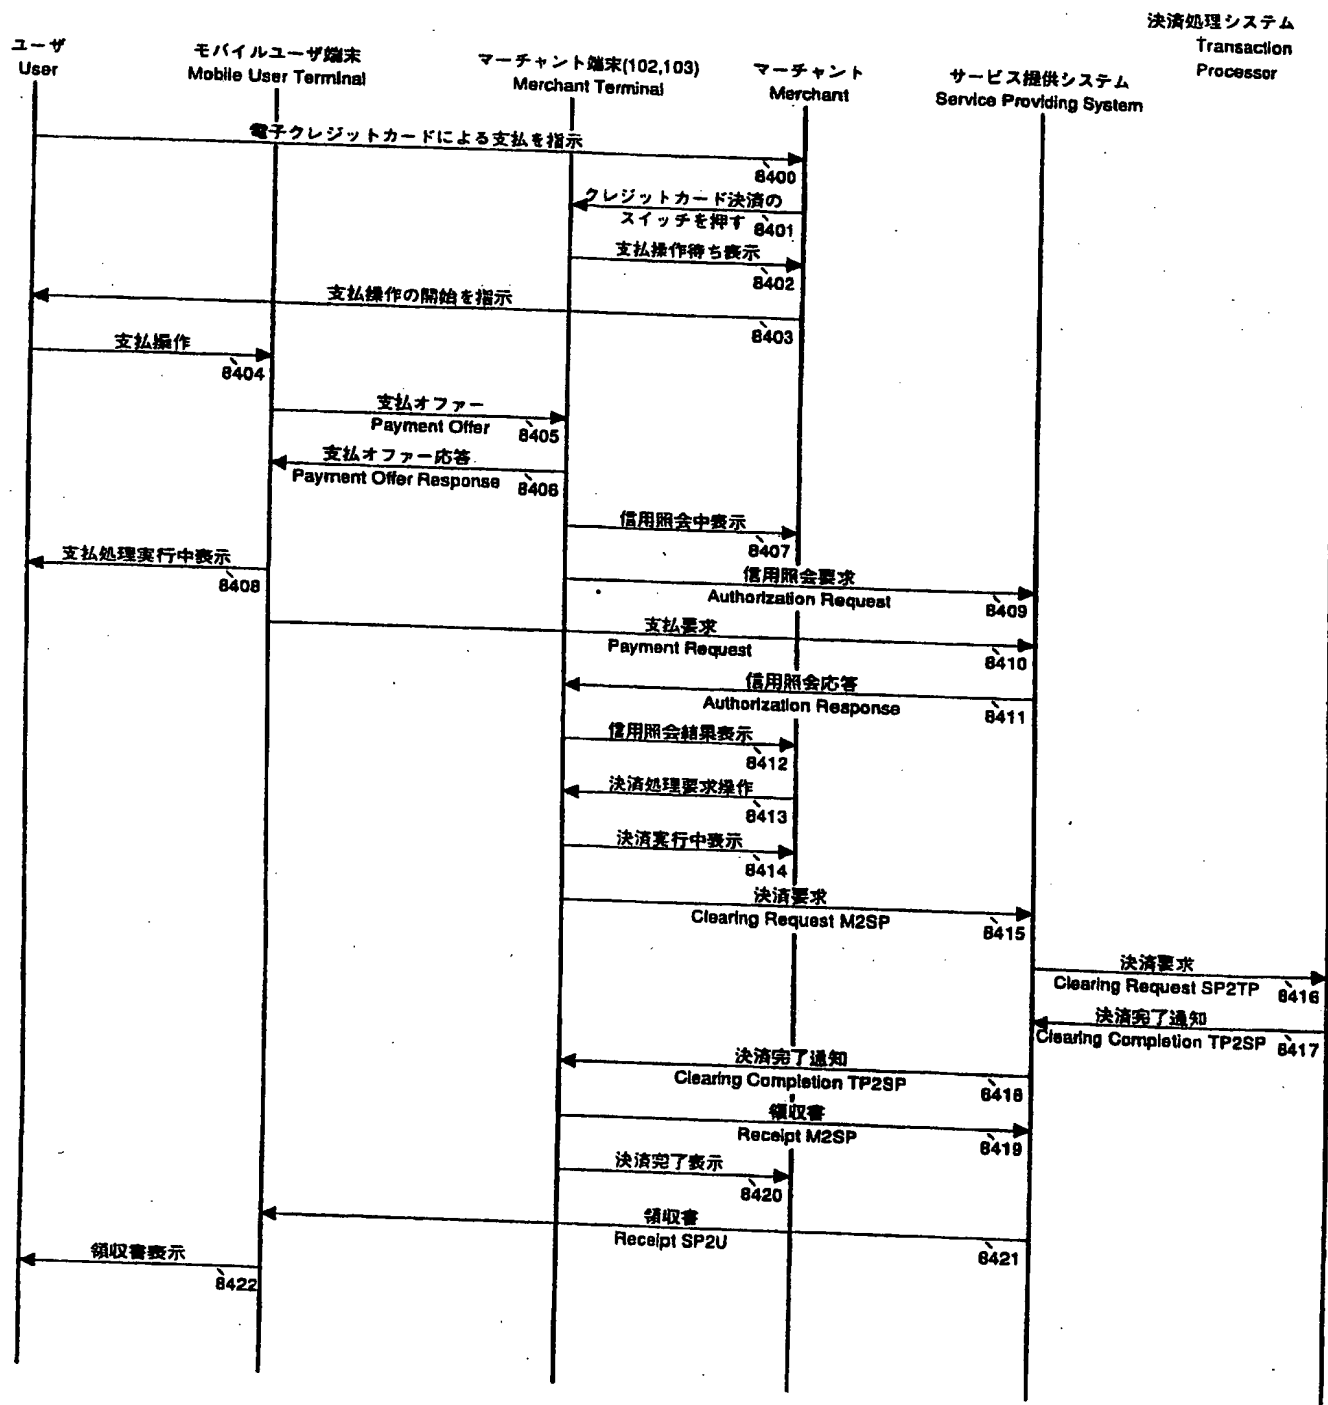 決済処理システム
Transaction
Processor
ユーザ
User
モバイルユーザ端末
Mobile User Terminal
マーチャント端末(102,103)
Merchant Terminal
マーチャント
Merchant
サービス提供システム
Service Providing System
電子クレジットカードによる支払を指示
8400
クレジットカード決済の
スイッチを押す
8401
支払操作待ち表示
8402
支払操作の開始を指示
8403
支払操作
8404
支払オファー
Payment Offer
8405
支払オファー応答
Payment Offer Response
8406
信用照会中表示
8407
支払処理実行中表示
8408
信用照会要求
Authorization Request
8409
支払要求
Payment Request
8410
信用照会応答
Authorization Response
8411
信用照会結果表示
8412
決済処理要求操作
8413
決済実行中表示
8414
決済要求
Clearing Request M2SP
8415
決済要求
Clearing Request SP2TP
8416
決済完了通知
Clearing Completion TP2SP
8417
決済完了通知
Clearing Completion TP2SP
8418
領収書
Receipt M2SP
8419
決済完了表示
8420
領収書
Receipt SP2U
8421
領収書表示
8422